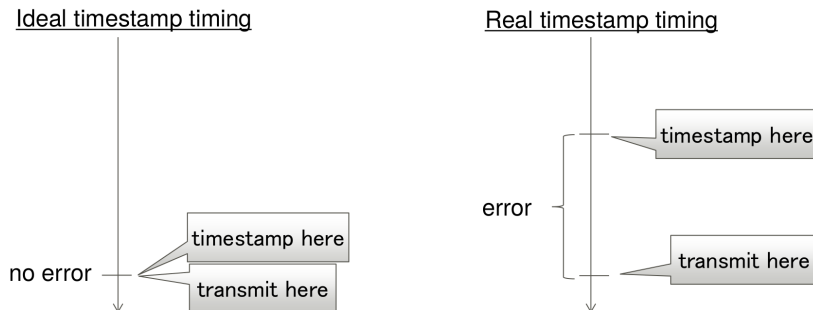 Ideal timestamp timing
timestamp here
no error
transmit here
Real timestamp timing
timestamp here
error
transmit here